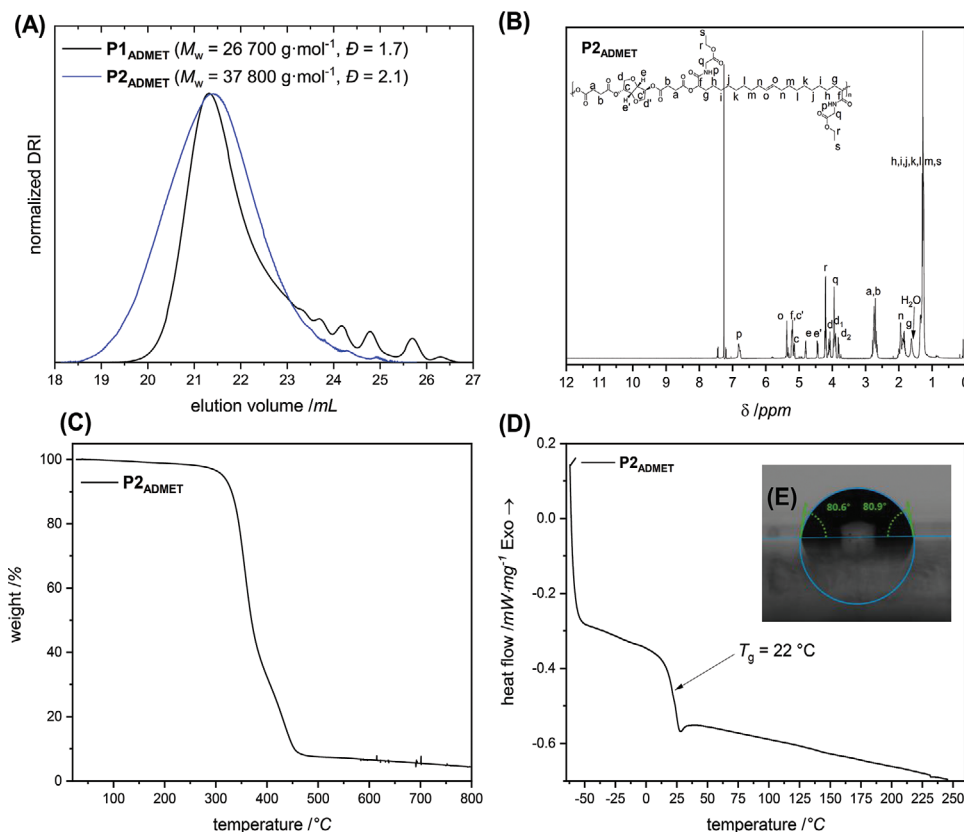 (A)
P1ADMET (Mw = 26 700 g·mol-1, Đ = 1.7)
P2ADMET (Mw = 37 800 g·mol-1, Đ = 2.1)
normalized DRI
18 19 20 21 22 23 24 25 26 27
elution volume /mL
(B)
P2ADMET
s
r
q
p
d e
a b c f h j l n o m k i g
b c' d' e' a g i k m o n l j h f
p q
r
s
h,i,j,k,l,m,s
r
q
a,b
H2O
o f,c' d d1 n
p c e e' d2 g
12 11 10 9 8 7 6 5 4 3 2 1 0
δ /ppm
(C)
P2ADMET
100
80
60
40
20
0
weight /%
100 200 300 400 500 600 700 800
temperature /°C
(D)
P2ADMET
(E)
80.6° 80.9°
Tg = 22 °C
0.2
0.0
-0.2
-0.4
-0.6
heat flow /mW·mg-1 Exo →
-50 -25 0 25 50 75 100 125 150 175 200 225 250
temperature /°C